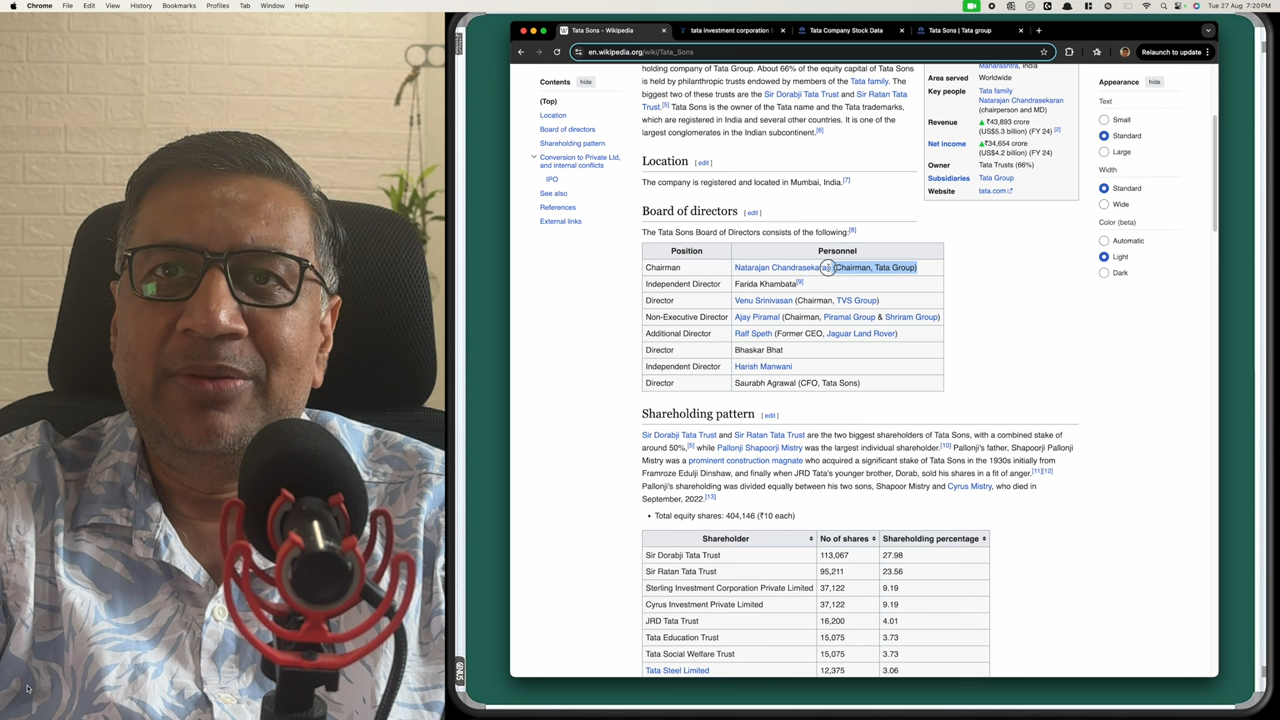 Chrome File Edit View History Bookmarks Profiles Tab Window Help
Tue 27 Aug 7:20 PM
Tata Sons - Wikipedia
tata investment corporation l
Tata Company Stock Data
Tata Sons | Tata group
en.wikipedia.org/wiki/Tata_Sons
Relaunch to update
Contents hide
(Top)
Location
Board of directors
Shareholding pattern
Conversion to Private Ltd,
and internal conflicts
IPO
See also
References
External links
holding company of Tata Group. About 66% of the equity capital of Tata Sons
is held by philanthropic trusts endowed by members of the Tata family. The
biggest two of these trusts are the Sir Dorabji Tata Trust and Sir Ratan Tata
Trust.[5] Tata Sons is the owner of the Tata name and the Tata trademarks,
which are registered in India and several other countries. It is one of the
largest conglomerates in the Indian subcontinent.[6]
Location [ edit ]
The company is registered and located in Mumbai, India.[7]
Board of directors [ edit ]
The Tata Sons Board of Directors consists of the following:[8]
Position Personnel
Chairman Natarajan Chandrasekaran (Chairman, Tata Group)
Independent Director Farida Khambata[9]
Director Venu Srinivasan (Chairman, TVS Group)
Non-Executive Director Ajay Piramal (Chairman, Piramal Group & Shriram Group)
Additional Director Ralf Speth (Former CEO, Jaguar Land Rover)
Director Bhaskar Bhat
Independent Director Harish Manwani
Director Saurabh Agrawal (CFO, Tata Sons)
Shareholding pattern [ edit ]
Sir Dorabji Tata Trust and Sir Ratan Tata Trust are the two biggest shareholders of Tata Sons, with a combined stake of
around 50%,[5] while Pallonji Shapoorji Mistry was the largest individual shareholder.[10] Pallonji's father, Shapoorji Pallonji
Mistry was a prominent construction magnate who acquired a significant stake of Tata Sons in the 1930s initially from
Framroze Edulji Dinshaw, and finally when JRD Tata's younger brother, Dorab, sold his shares in a fit of anger.[11][12]
Pallonji's shareholding was divided equally between his two sons, Shapoor Mistry and Cyrus Mistry, who died in
September, 2022.[13]
• Total equity shares: 404,146 (₹10 each)
Shareholder No of shares Shareholding percentage
Sir Dorabji Tata Trust 113,067 27.98
Sir Ratan Tata Trust 95,211 23.56
Sterling Investment Corporation Private Limited 37,122 9.19
Cyrus Investment Private Limited 37,122 9.19
JRD Tata Trust 16,200 4.01
Tata Education Trust 15,075 3.73
Tata Social Welfare Trust 15,075 3.73
Tata Steel Limited 12,375 3.06
Maharashtra, India
Area served Worldwide
Key people Tata family
Natarajan Chandrasekaran
(chairperson and MD)
Revenue ▲₹43,893 crore
(US$5.3 billion) (FY 24) [2]
Net income ▲₹34,654 crore
(US$4.2 billion) (FY 24)
Owner Tata Trusts (66%)
Subsidiaries Tata Group
Website tata.com
Appearance hide
Text
Small
Standard
Large
Width
Standard
Wide
Color (beta)
Automatic
Light
Dark
GENIUS